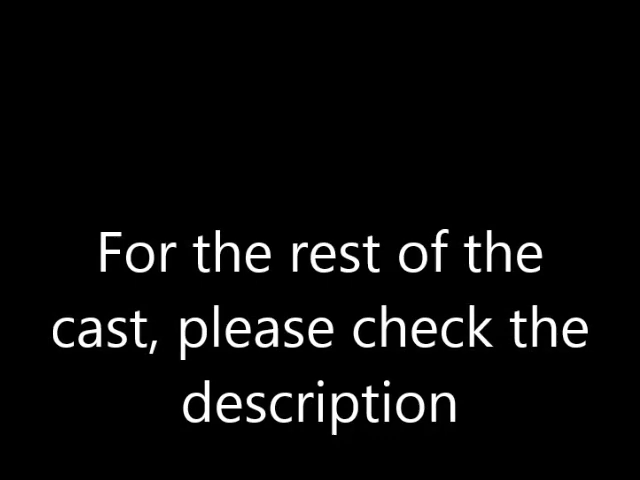 For the rest of the
cast, please check the
description